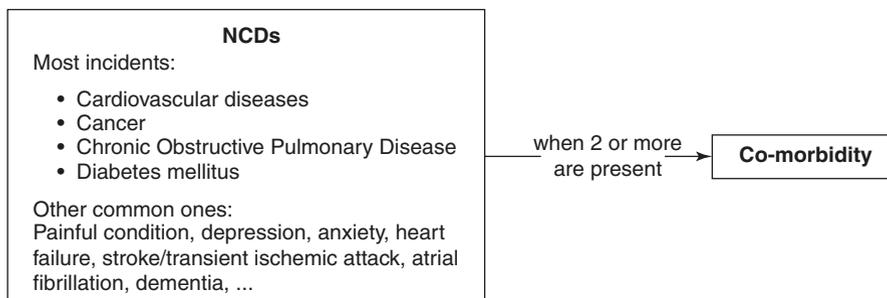 NCDs
Most incidents:
• Cardiovascular diseases
• Cancer
• Chronic Obstructive Pulmonary Disease
• Diabetes mellitus
Other common ones:
Painful condition, depression, anxiety, heart
failure, stroke/transient ischemic attack, atrial
fibrillation, dementia, ...
when 2 or more
are present
Co-morbidity